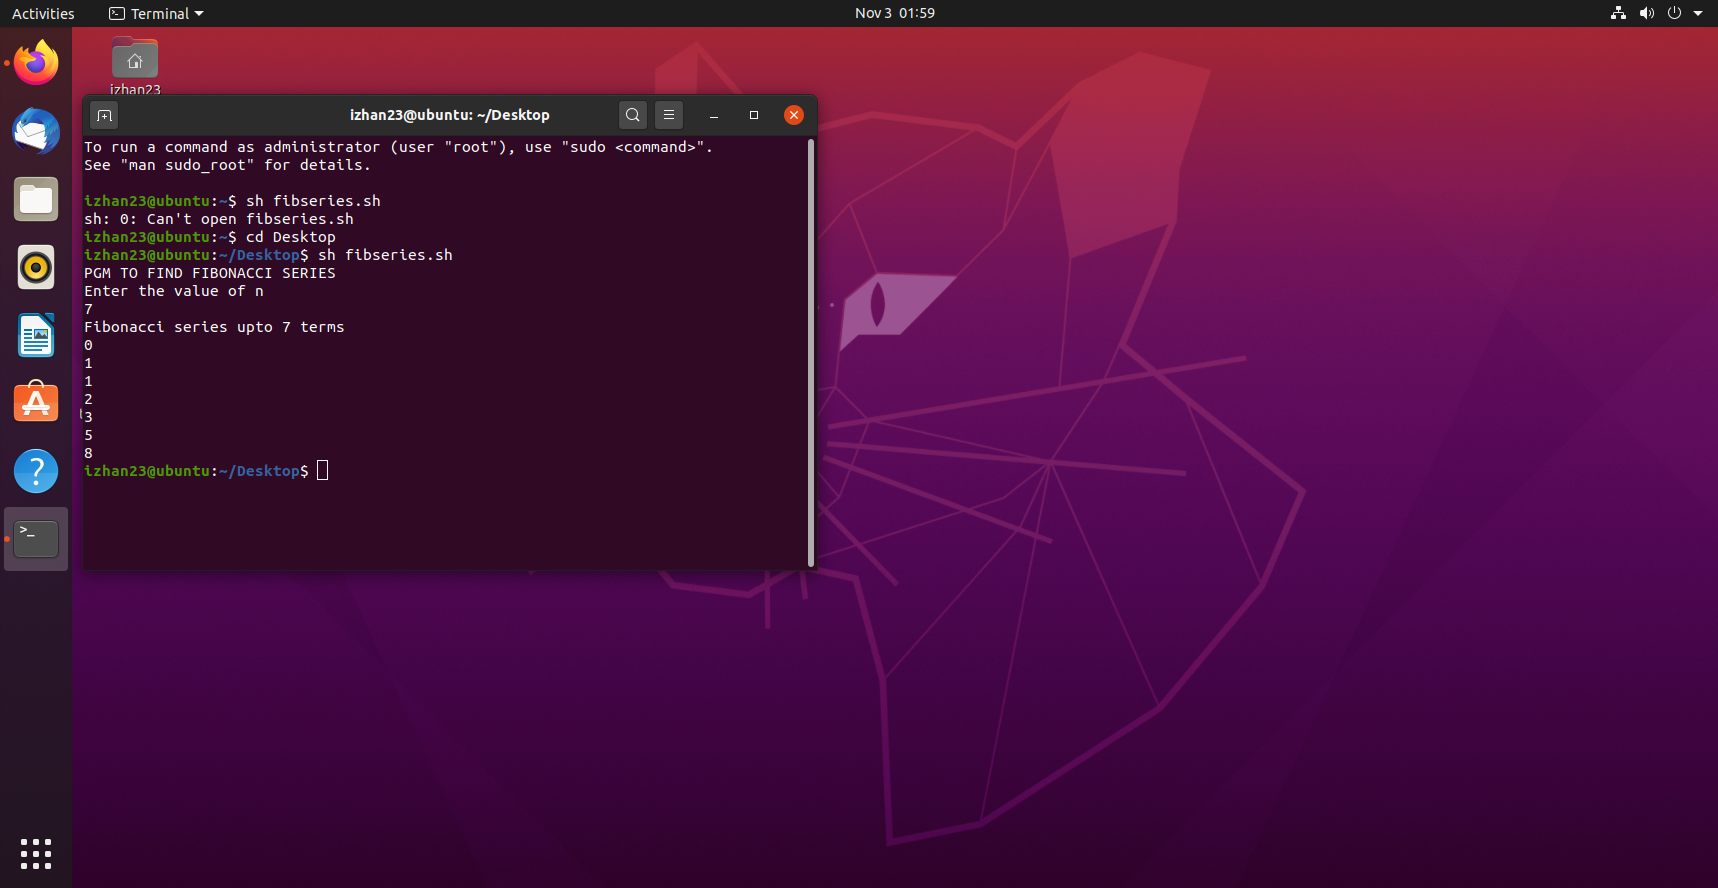 Activities
Terminal
Nov 3 01:59
izhan23
izhan23@ubuntu: ~/Desktop
To run a command as administrator (user "root"), use "sudo <command>".
See "man sudo_root" for details.
izhan23@ubuntu:~$ sh fibseries.sh
sh: 0: Can't open fibseries.sh
izhan23@ubuntu:~$ cd Desktop
izhan23@ubuntu:~/Desktop$ sh fibseries.sh
PGM TO FIND FIBONACCI SERIES
Enter the value of n
7
Fibonacci series upto 7 terms
0
1
1
2
3
5
8
izhan23@ubuntu:~/Desktop$